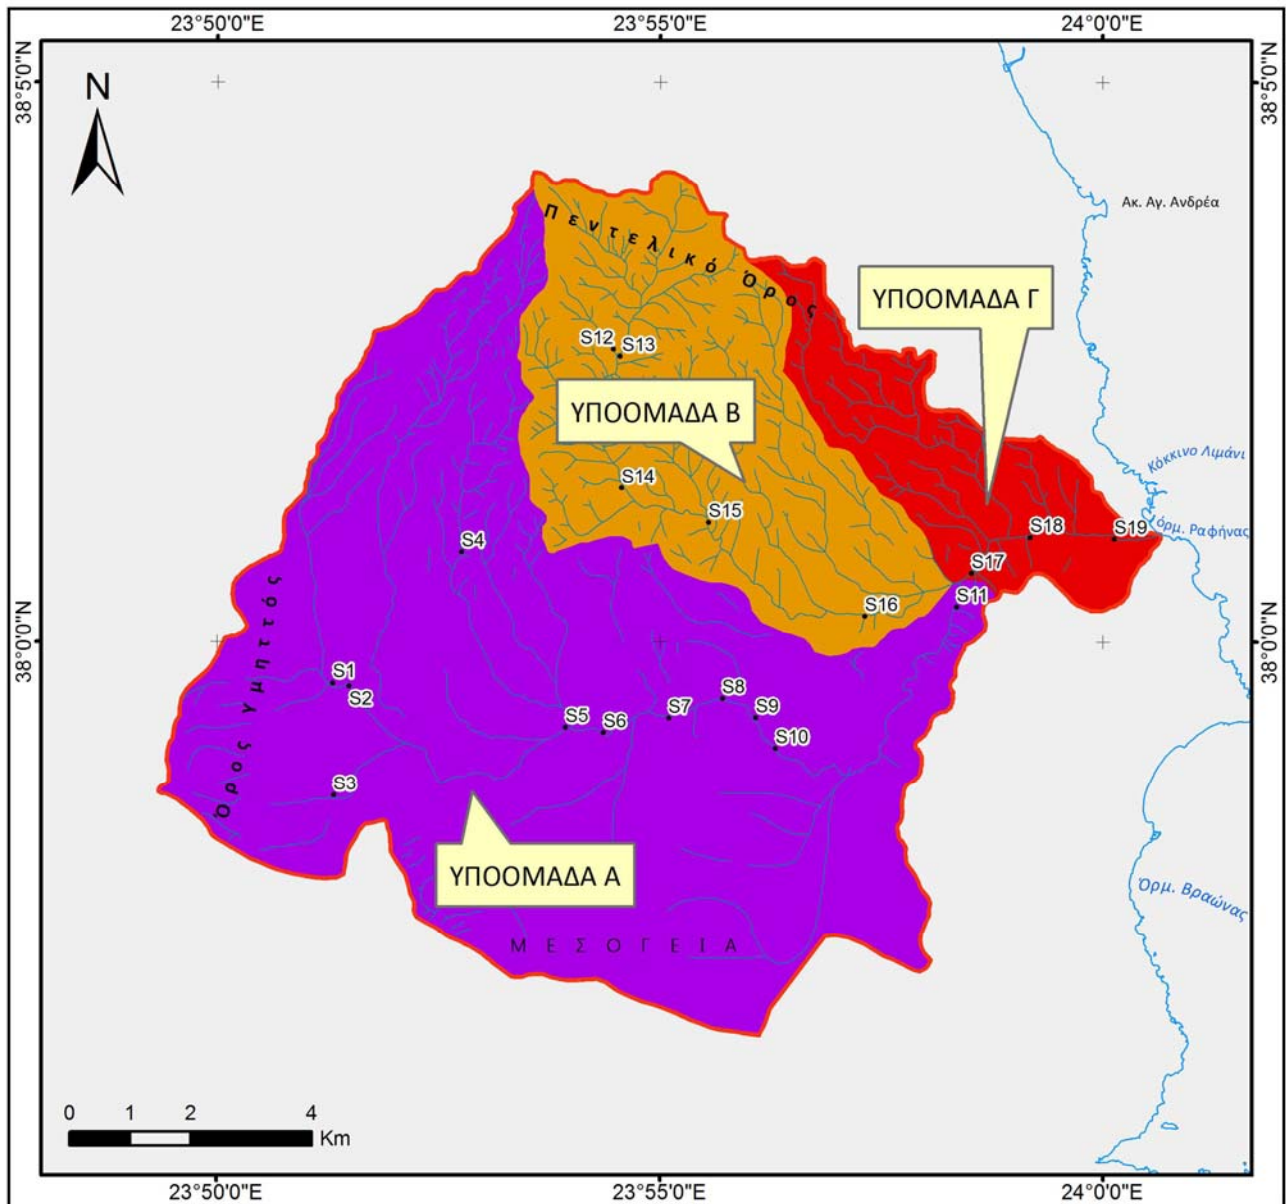 23°50'0"E
23°55'0"E
24°0'0"E
38°5'0"N
38°5'0"N
N
Ακ. Αγ. Ανδρέα
Πεντελικό Όρος
ΥΠΟΟΜΑΔΑ Γ
S12
S13
ΥΠΟΟΜΑΔΑ Β
Κόκκινο Λιμάνι
S14
S15
S18
S19
όρμ. Ραφήνας
S4
S17
S11
S16
38°0'0"N
38°0'0"N
Όρος γμηττός
S1
S2
S8
S7
S9
S5
S6
S10
S3
ΥΠΟΟΜΑΔΑ Α
Όρμ. Βραώνας
ΜΕΣΟΓΕΙΑ
0 1 2 4
Km
23°50'0"E
23°55'0"E
24°0'0"E